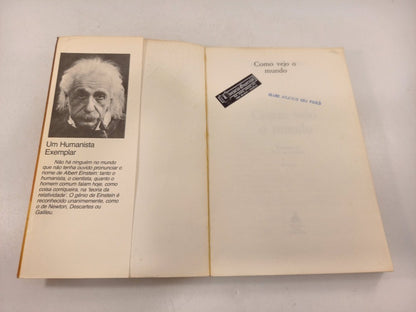 Um Humanista
Exemplar
Não há ninguém no mundo
que não tenha ouvido pronunciar o
nome de Albert Einstein: tanto o
humanista, o cientista, quanto o
homem comum falam hoje, como
coisa corriqueira, na 'teoria da
relatividade'. O gênio de Einstein é
reconhecido unanimemente, como
o de Newton, Descartes ou
Galileu.
Como vejo o
mundo